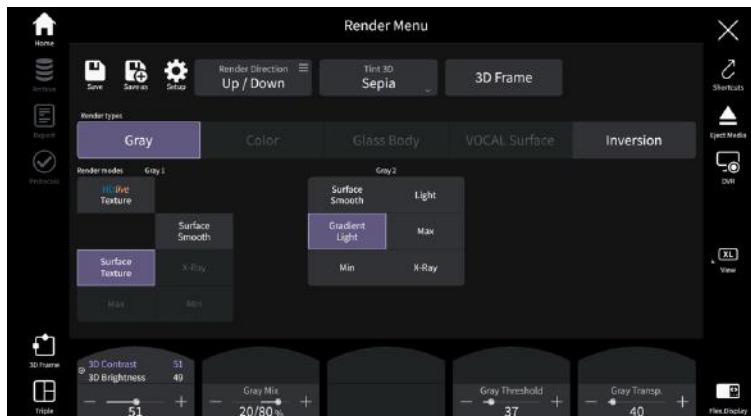 Render Menu
Home
Archive
Report
Protocols
3D Frame
Triple
Save
Save as
Setup
Render Direction
Up / Down
Tint 3D
Sepia
3D Frame
Render types
Gray
Color
Glass Body
VOCAL Surface
Inversion
Render modes
Gray 1
Gray 2
HDlive
Texture
Surface
Smooth
Surface
Texture
X-Ray
Max
Min
Surface
Smooth
Light
Gradient
Light
Max
Min
X-Ray
3D Contrast 51
3D Brightness 49
51
Gray Mix
20/80 %
Gray Threshold
37
Gray Transp.
40
Shortcuts
Eject Media
DVR
XL
View
Flex.Display